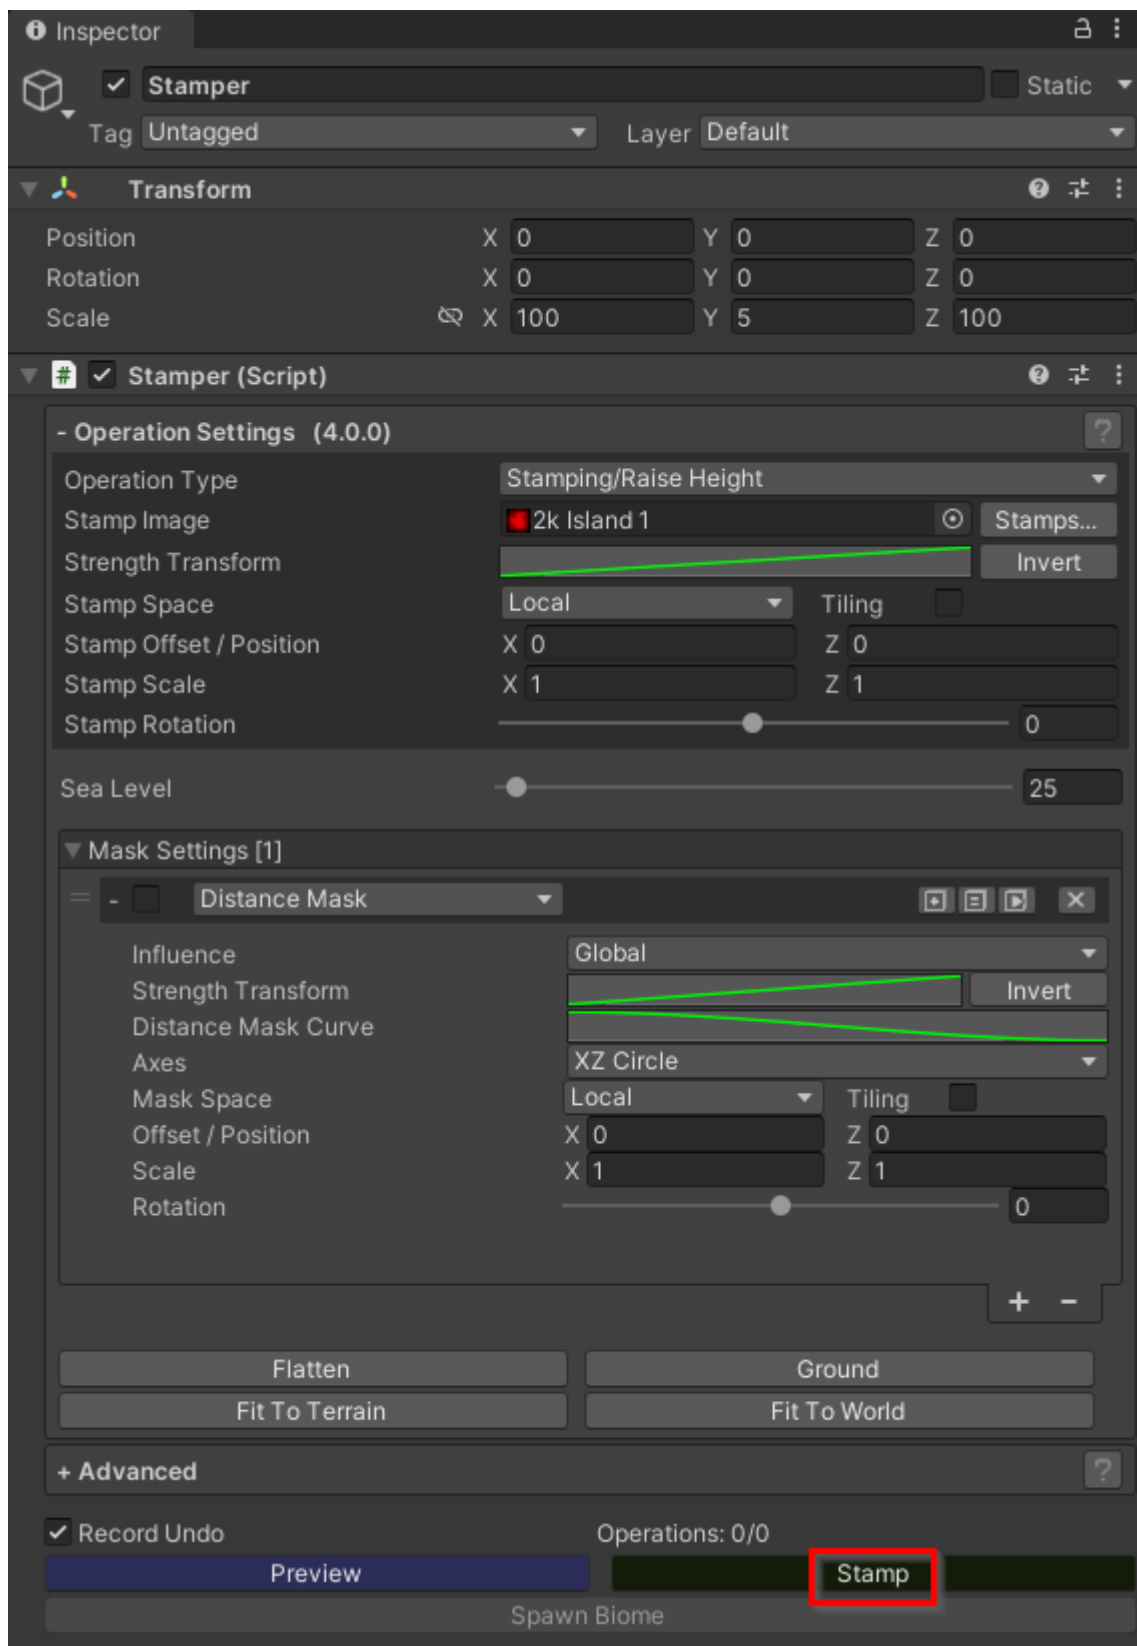 Inspector
Stamper Static
Tag Untagged Layer Default
Transform
Position X 0 Y 0 Z 0
Rotation X 0 Y 0 Z 0
Scale X 100 Y 5 Z 100
# Stamper (Script)
- Operation Settings (4.0.0) ?
Operation Type Stamping/Raise Height
Stamp Image 2k Island 1 Stamps...
Strength Transform Invert
Stamp Space Local Tiling
Stamp Offset / Position X 0 Z 0
Stamp Scale X 1 Z 1
Stamp Rotation 0
Sea Level 25
Mask Settings [1]
- Distance Mask
Influence Global
Strength Transform Invert
Distance Mask Curve
Axes XZ Circle
Mask Space Local Tiling
Offset / Position X 0 Z 0
Scale X 1 Z 1
Rotation 0
+ -
Flatten Ground
Fit To Terrain Fit To World
+ Advanced ?
Record Undo Operations: 0/0
Preview Stamp
Spawn Biome